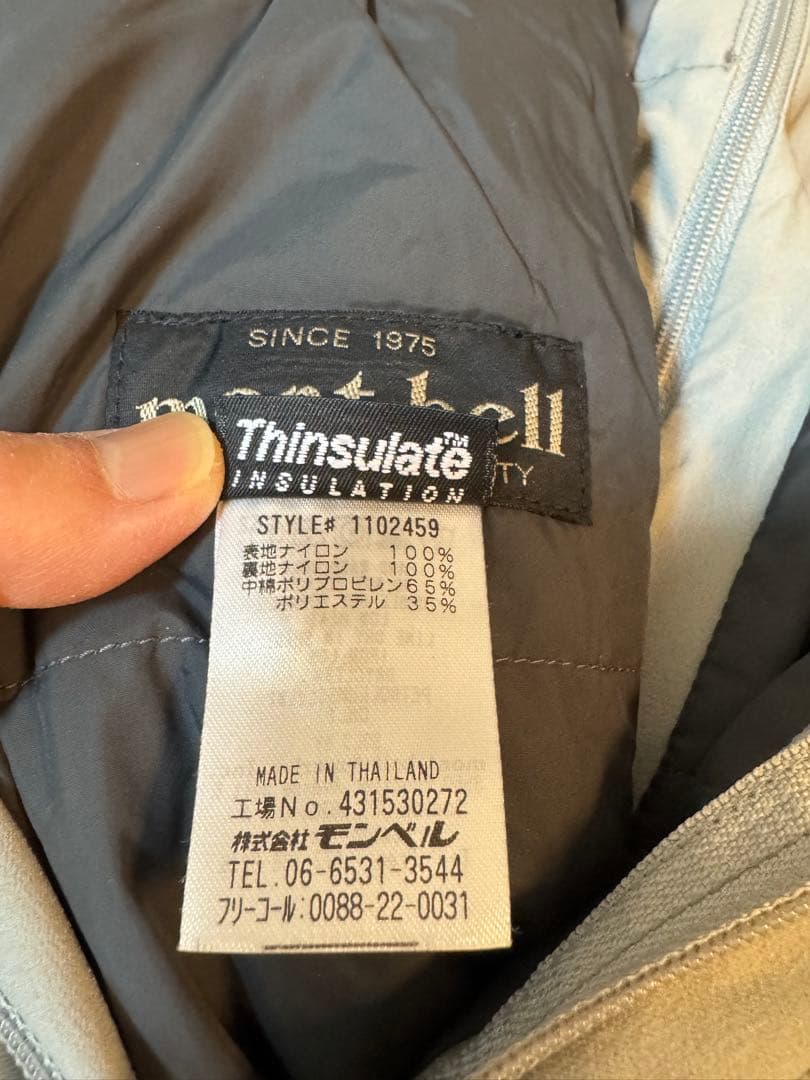 SINCE 1975
mont-bell
Thinsulate™
INSULATION
STYLE# 1102459
表地ナイロン 100%
裏地ナイロン 100%
中綿ポリプロピレン65%
ポリエステル 35%
MADE IN THAILAND
工場No.431530272
株式会社モンベル
TEL.06-6531-3544
フリーコール:0088-22-0031